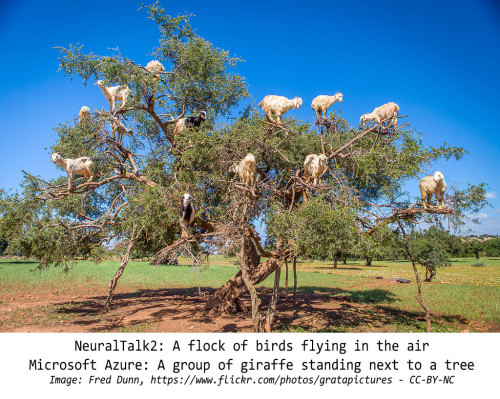 NeuralTalk2: A flock of birds flying in the air
Microsoft Azure: A group of giraffe standing next to a tree
Image: Fred Dunn, https://www.flickr.com/photos/gratapictures - CC-BY-NC